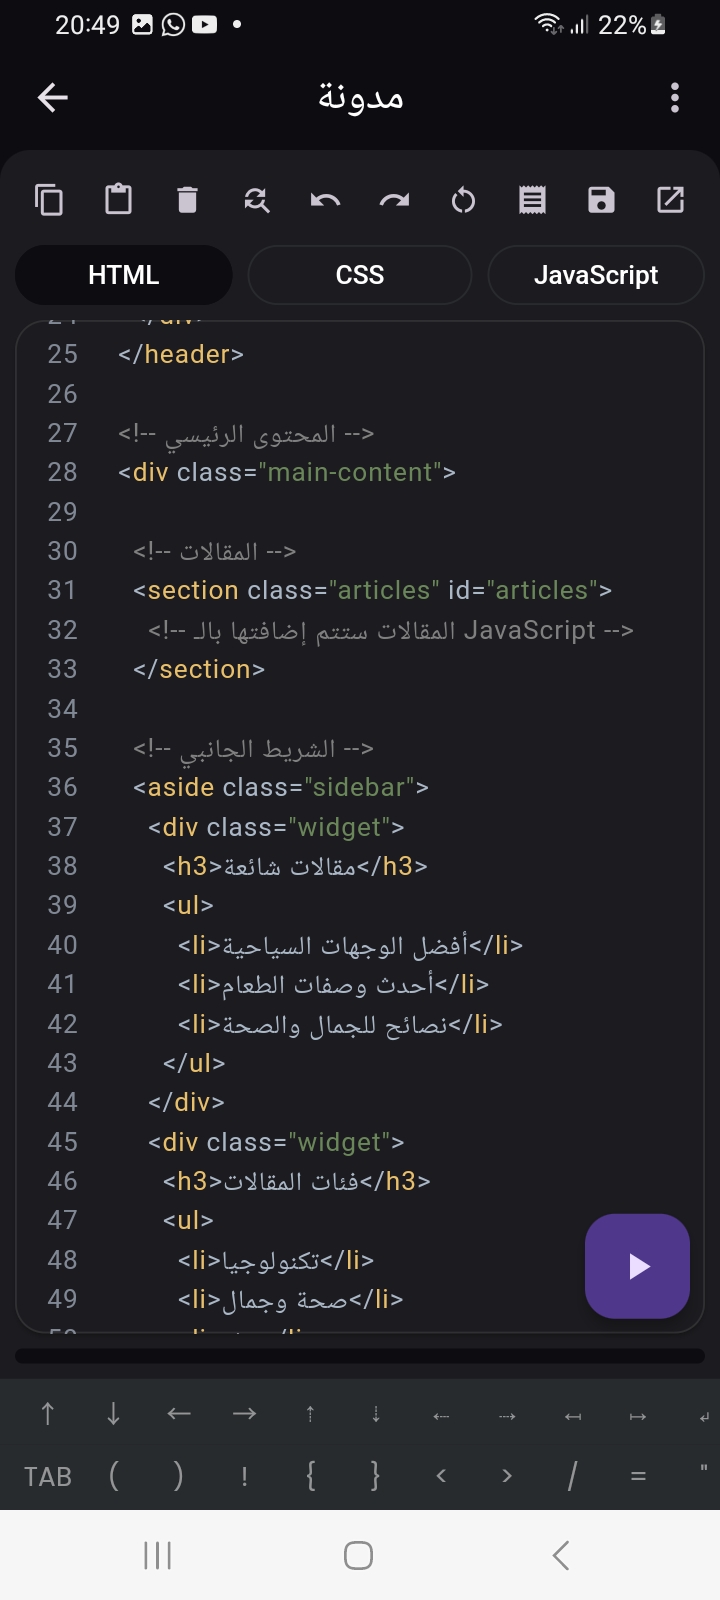 20:49 22%
مدونة
HTML CSS JavaScript
25 </header>
26
27 <!-- المحتوى الرئيسي -->
28 <div class="main-content">
29
30 <!-- المقالات -->
31 <section class="articles" id="articles">
32 <!-- المقالات ستتم إضافتها بالـ JavaScript -->
33 </section>
34
35 <!-- الشريط الجانبي -->
36 <aside class="sidebar">
37 <div class="widget">
38 <h3>مقالات شائعة</h3>
39 <ul>
40 <li>أفضل الوجهات السياحية</li>
41 <li>أحدث وصفات الطعام</li>
42 <li>نصائح للجمال والصحة</li>
43 </ul>
44 </div>
45 <div class="widget">
46 <h3>فئات المقالات</h3>
47 <ul>
48 <li>تكنولوجيا</li>
49 <li>صحة وجمال</li>
TAB ( ) ! { } < > / = "